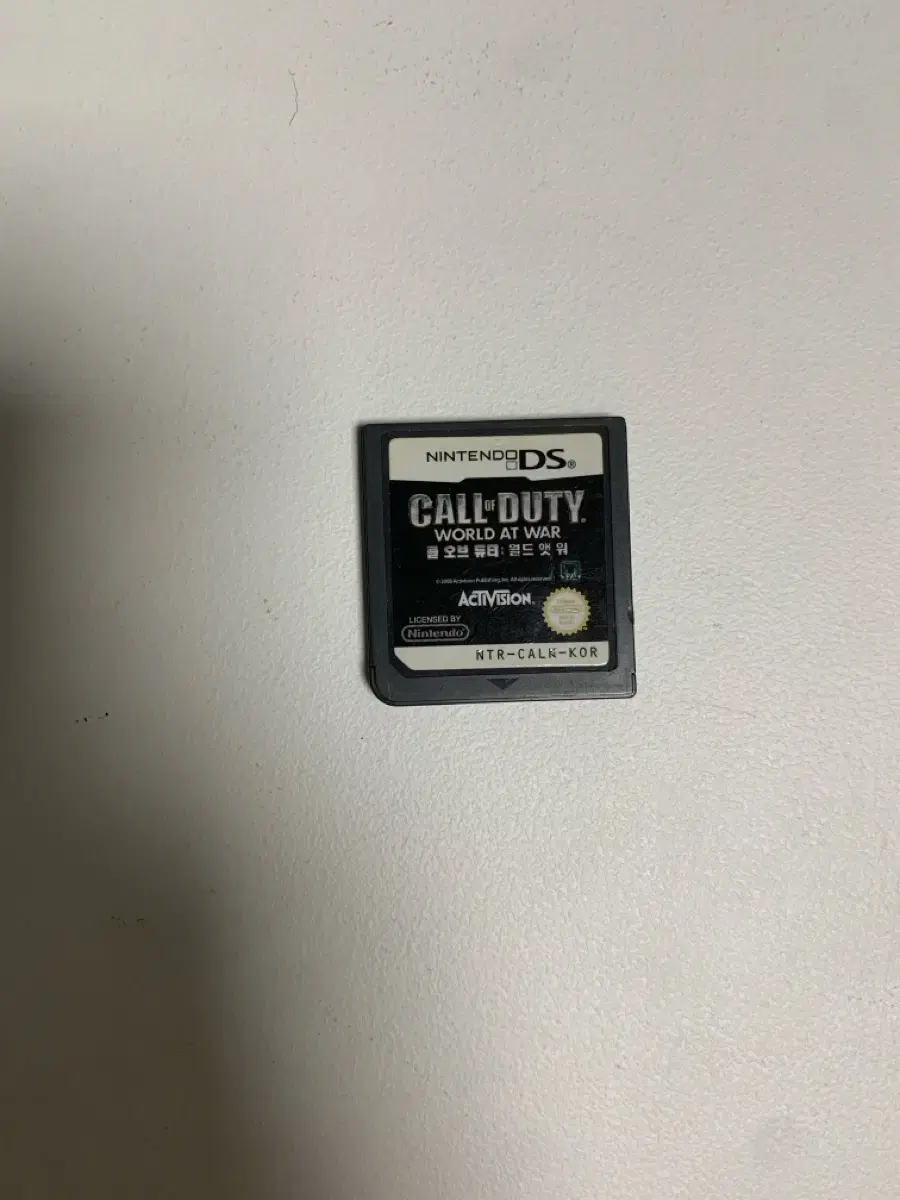 NINTENDO DS®
CALL OF DUTY®
WORLD AT WAR
콜 오브 듀티: 월드 앳 워
ACTIVISION
LICENSED BY
Nintendo®
NTR-CALK-KOR